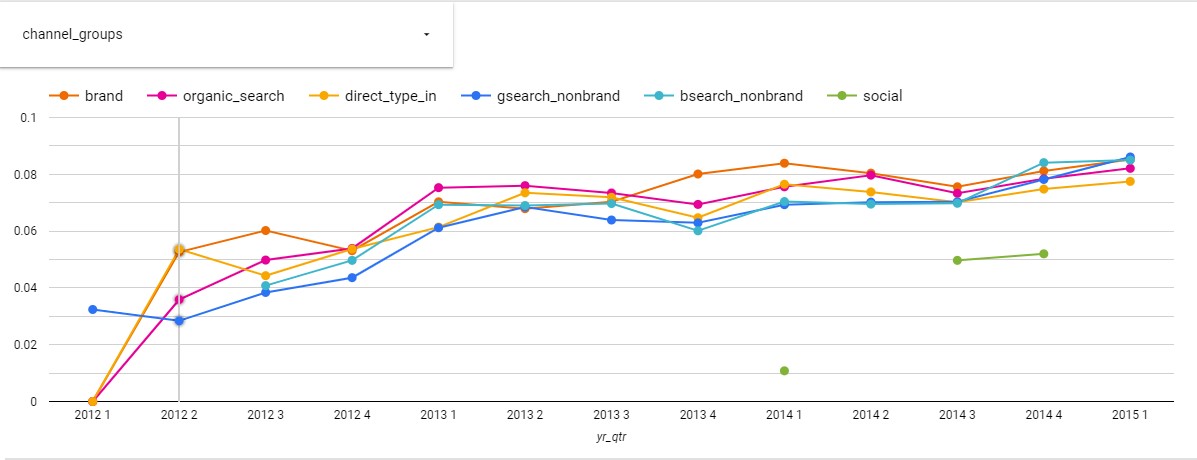 channel_groups
brand organic_search direct_type_in gsearch_nonbrand bsearch_nonbrand social
0.1
0.08
0.06
0.04
0.02
0
2012 1 2012 2 2012 3 2012 4 2013 1 2013 2 2013 3 2013 4 2014 1 2014 2 2014 3 2014 4 2015 1
yr_qtr